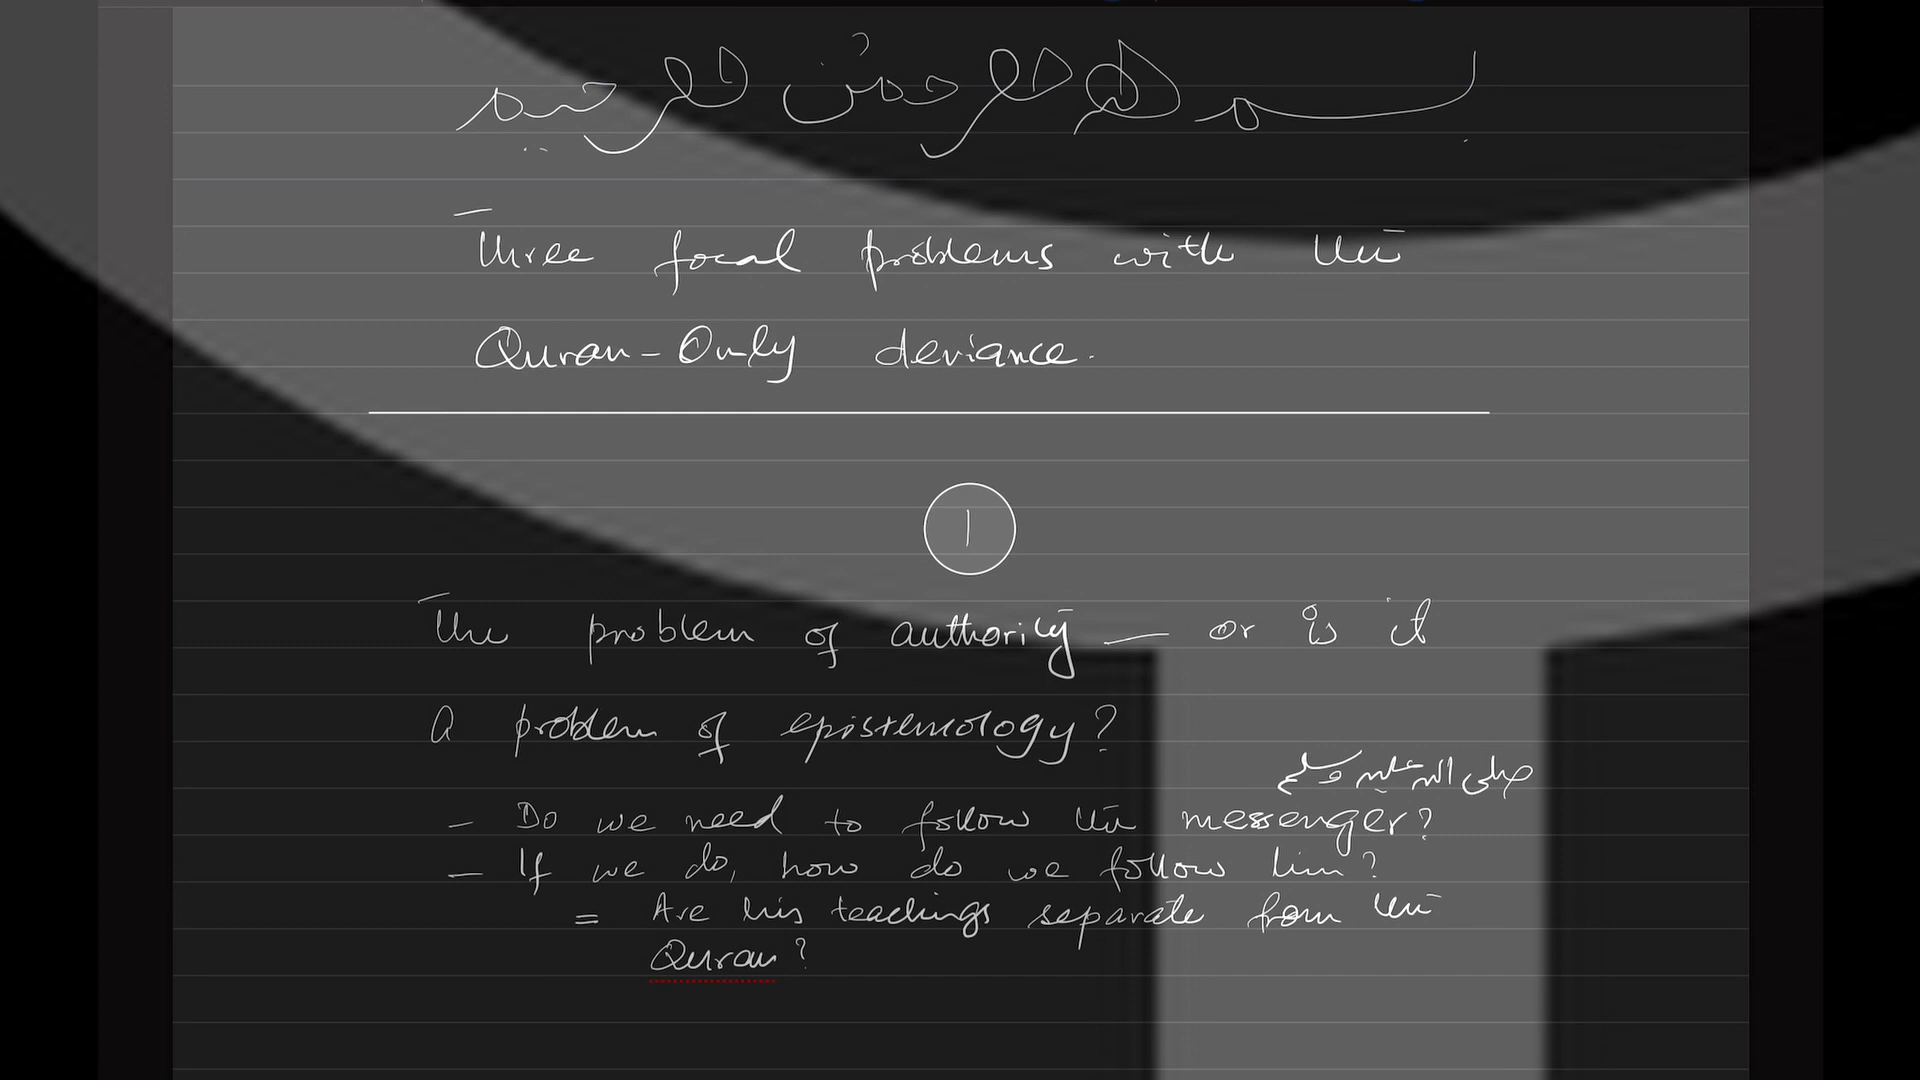 بسم الله الرحمن الرحيم
Three focal problems with the
Quran-Only deviance.
1
The problem of authority — or is it
a problem of epistemology?
صلى الله عليه وسلم
- Do we need to follow the messenger?
- If we do, how do we follow him?
= Are his teachings separate from the
Quran?